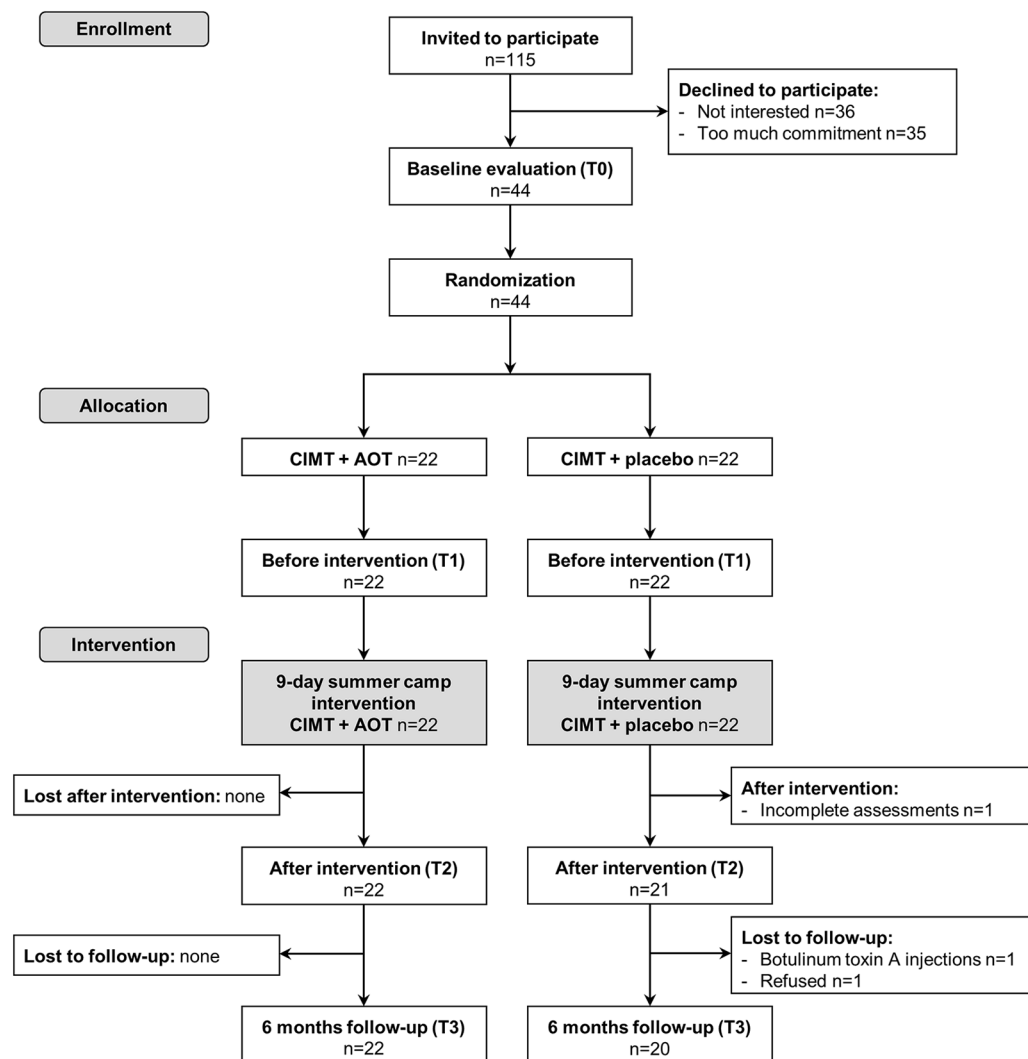 Enrollment
Invited to participate
n=115
Declined to participate:
- Not interested n=36
- Too much commitment n=35
Baseline evaluation (T0)
n=44
Randomization
n=44
Allocation
CIMT + AOT n=22
CIMT + placebo n=22
Before intervention (T1)
n=22
Before intervention (T1)
n=22
Intervention
9-day summer camp
intervention
CIMT + AOT n=22
9-day summer camp
intervention
CIMT + placebo n=22
Lost after intervention: none
After intervention:
- Incomplete assessments n=1
After intervention (T2)
n=22
After intervention (T2)
n=21
Lost to follow-up: none
Lost to follow-up:
- Botulinum toxin A injections n=1
- Refused n=1
6 months follow-up (T3)
n=22
6 months follow-up (T3)
n=20